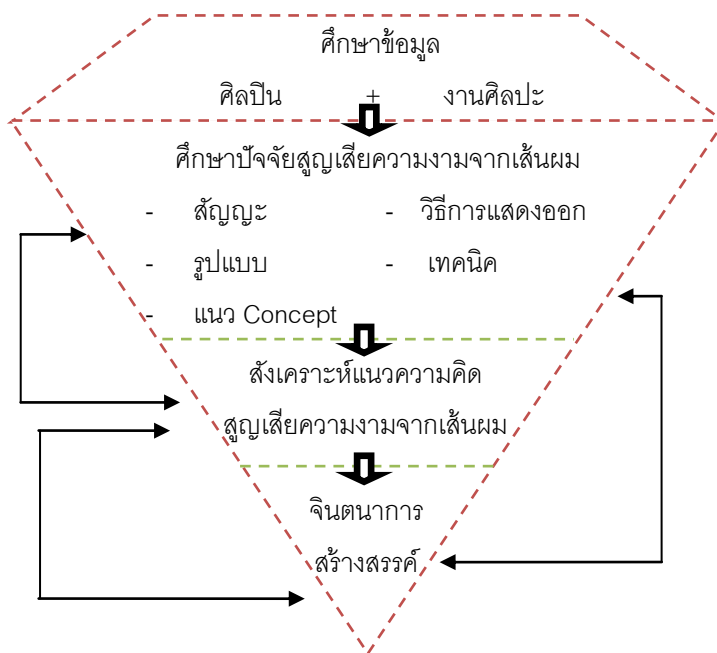 ศึกษาข้อมูล
ศิลปิน + งานศิลปะ
ศึกษาปัจจัยสูญเสียความงามจากเส้นผม
- สัญญะ - วิธีการแสดงออก
- รูปแบบ - เทคนิค
- แนว Concept
สังเคราะห์แนวความคิด
สูญเสียความงามจากเส้นผม
จินตนาการ
สร้างสรรค์